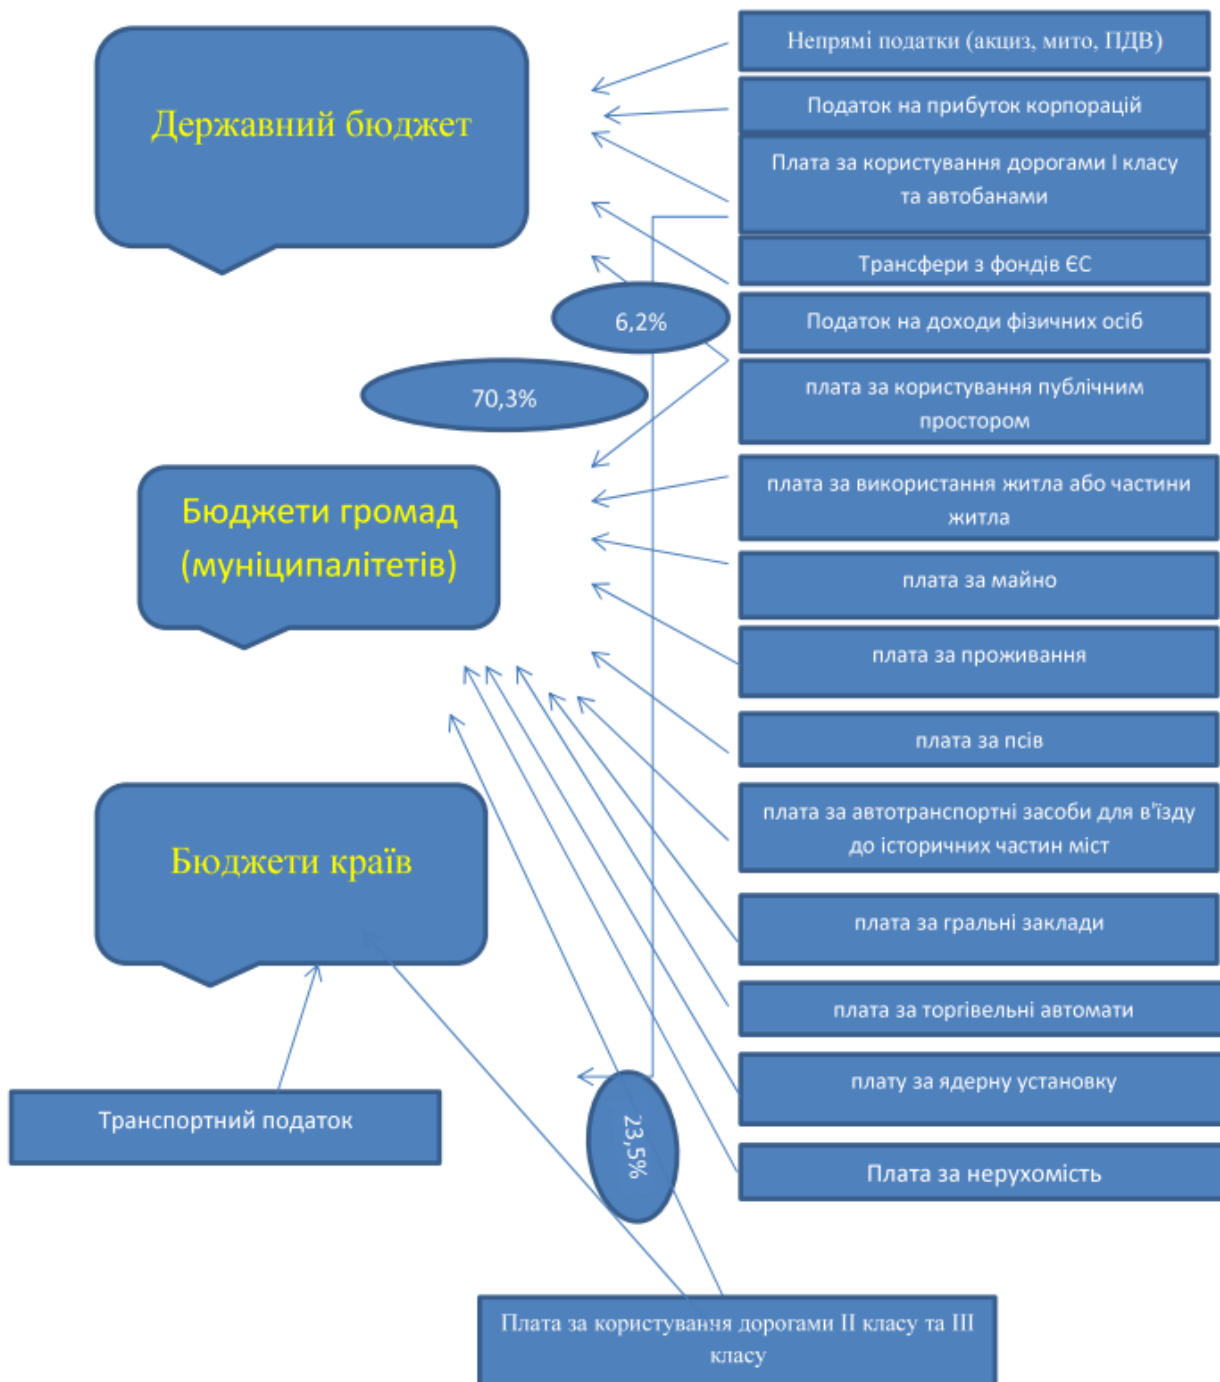 Державний бюджет
Непрямі податки (акциз, мито, ПДВ)
Податок на прибуток корпорацій
Плата за користування дорогами І класу
та автобанами
Трансфери з фондів ЄС
6,2%
Податок на доходи фізичних осіб
70,3%
плата за користування публічним
простором
Бюджети громад
(муніципалітетів)
плата за використання житла або частини
житла
плата за майно
плата за проживання
плата за псів
плата за автотранспортні засоби для в'їзду
до історичних частин міст
Бюджети країв
плата за гральні заклади
плата за торгівельні автомати
плату за ядерну установку
Транспортний податок
23,5%
Плата за нерухомість
Плата за користування дорогами ІІ класу та ІІІ
класу